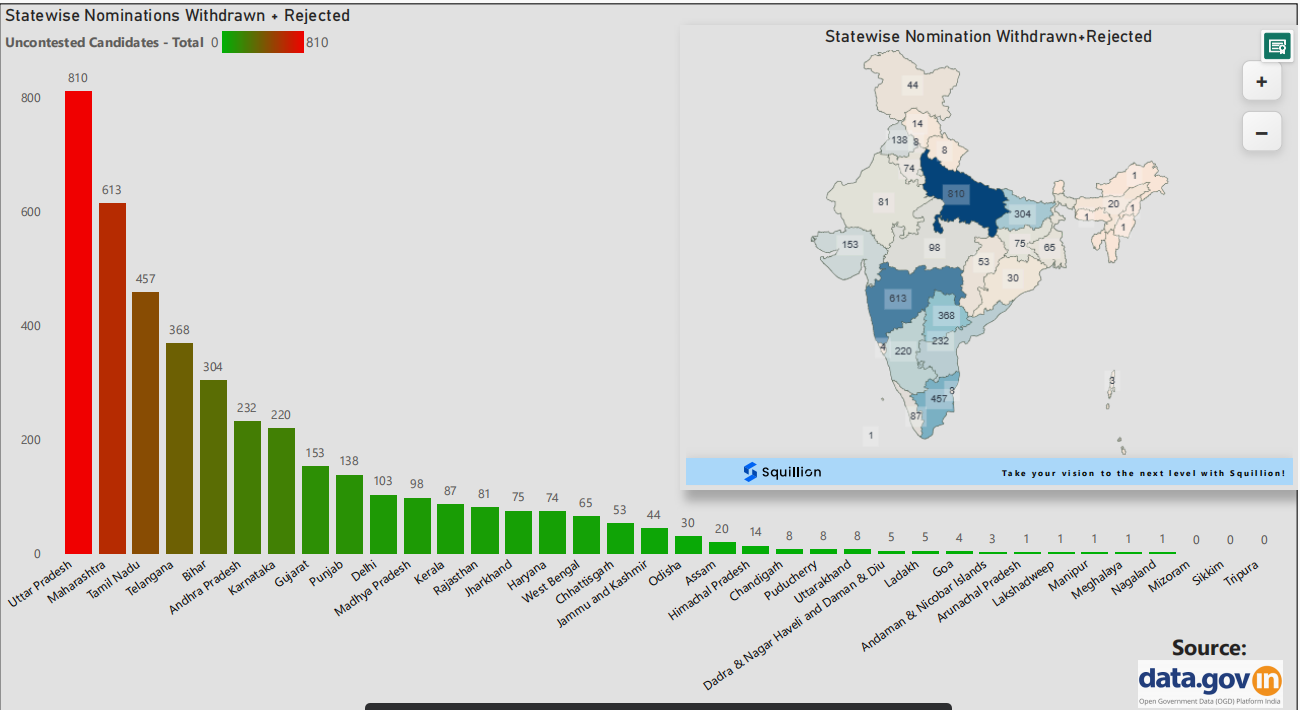 Statewise Nominations Withdrawn + Rejected
Uncontested Candidates - Total 0 810
800
600
400
200
0
810
613
457
368
304
232
220
153
138
103
98
87
81
75
74
65
53
44
30
20
14
8
8
8
5
5
4
3
1
1
1
1
1
0
0
0
Uttar Pradesh
Maharashtra
Tamil Nadu
Telangana
Bihar
Andhra Pradesh
Karnataka
Gujarat
Punjab
Delhi
Madhya Pradesh
Kerala
Rajasthan
Jharkhand
Haryana
West Bengal
Chhattisgarh
Jammu and Kashmir
Odisha
Assam
Himachal Pradesh
Chandigarh
Puducherry
Uttarakhand
Dadra & Nagar Haveli and Daman & Diu
Ladakh
Goa
Andaman & Nicobar Islands
Arunachal Pradesh
Lakshadweep
Manipur
Meghalaya
Nagaland
Mizoram
Sikkim
Tripura
Statewise Nomination Withdrawn+Rejected
+
−
44
14
138 8
8
74
810
81
304
1
20
1
1
1
153
98
75
65
53
30
613
368
232
4
220
3
8
457
87
1
Squillion
Take your vision to the next level with Squillion!
Source:
data.gov in
Open Government Data (OGD) Platform India